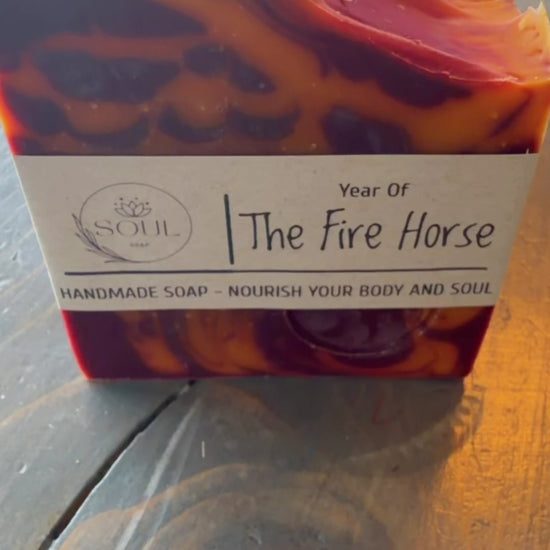 SOUL
SOAP
Year Of
The Fire Horse
HANDMADE SOAP – NOURISH YOUR BODY AND SOUL